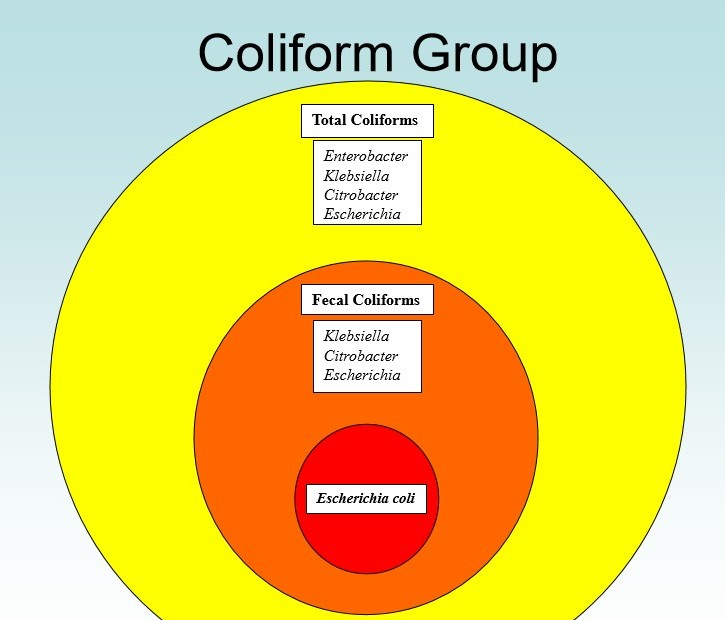 Coliform Group
Total Coliforms
Enterobacter
Klebsiella
Citrobacter
Escherichia
Fecal Coliforms
Klebsiella
Citrobacter
Escherichia
Escherichia coli